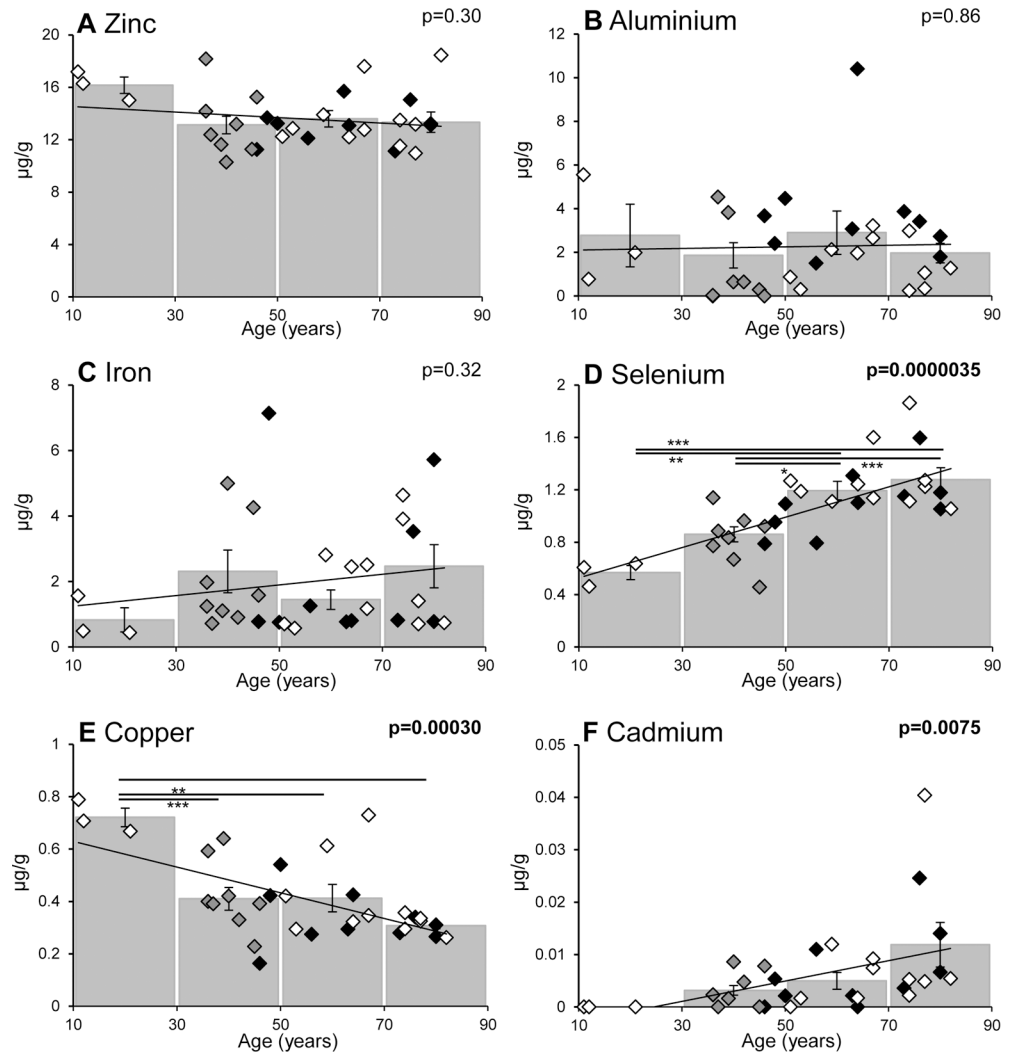 A Zinc
p=0.30
20
16
12
8
4
0
µg/g
10 30 50 70 90
Age (years)
B Aluminium
p=0.86
12
10
8
6
4
2
0
µg/g
10 30 50 70 90
Age (years)
C Iron
p=0.32
8
6
4
2
0
µg/g
10 30 50 70 90
Age (years)
D Selenium
p=0.0000035
2
1.6
1.2
0.8
0.4
0
µg/g
***
**
*
***
10 30 50 70 90
Age (years)
E Copper
p=0.00030
1
0.8
0.6
0.4
0.2
0
µg/g
**
***
10 30 50 70 90
Age (years)
F Cadmium
p=0.0075
0.05
0.04
0.03
0.02
0.01
0
µg/g
10 30 50 70 90
Age (years)